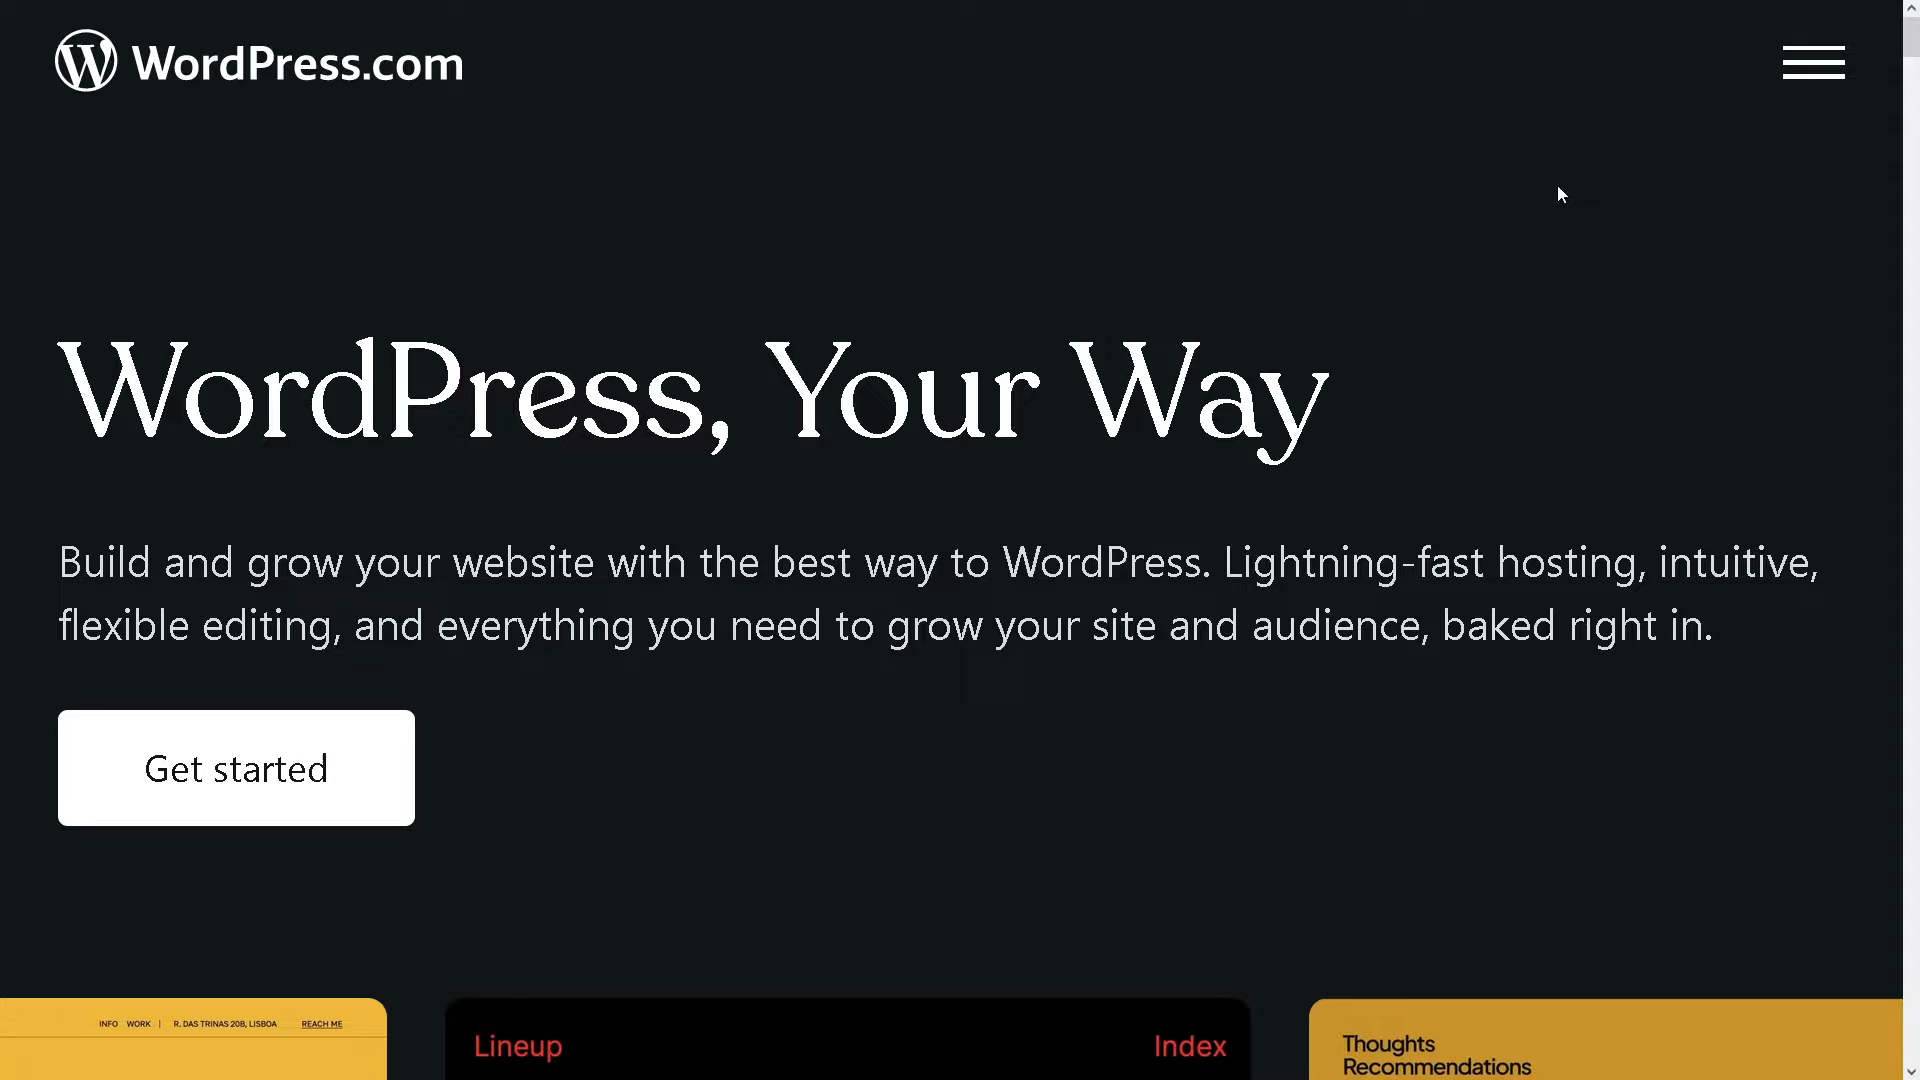 WordPress.com
WordPress, Your Way
Build and grow your website with the best way to WordPress. Lightning-fast hosting, intuitive,
flexible editing, and everything you need to grow your site and audience, baked right in.
Get started
INFO WORK | R. DAS TRINAS 20B, LISBOA REACH ME
Lineup Index
Thoughts
Recommendations